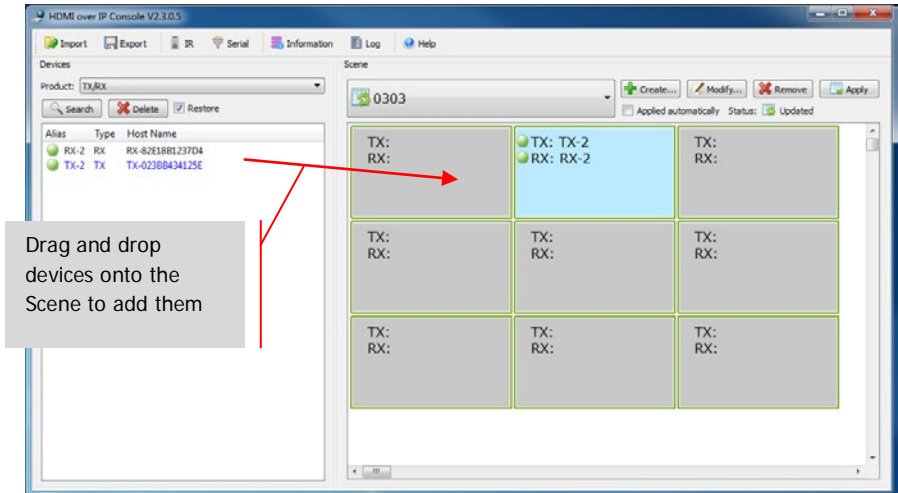 HDMI over IP Console V2.3.0.5
Import Export IR Serial Information Log Help
Devices
Product: TX/RX
Search Delete Restore
Alias Type Host Name
RX-2 RX RX-82E18B1237D4
TX-2 TX TX-023BB434125E
Drag and drop
devices onto the
Scene to add them
Scene
0303
Create... Modify... Remove Apply
Applied automatically Status: Updated
TX: TX: TX-2 TX:
RX: RX: RX-2 RX:
TX: TX: TX:
RX: RX: RX:
TX: TX: TX:
RX: RX: RX: